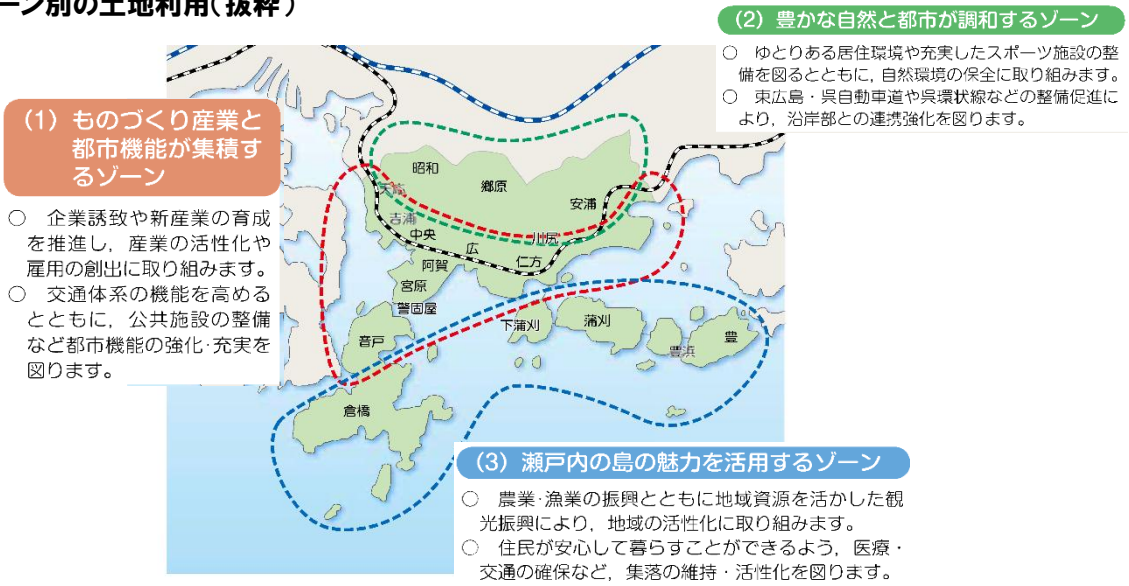 ーン別の土地利用（抜粋）
（2）豊かな自然と都市が調和するゾーン
○　ゆとりある居住環境や充実したスポーツ施設の整
備を図るとともに，自然環境の保全に取り組みます。
○　東広島・呉自動車道や呉環状線などの整備促進に
より，沿岸部との連携強化を図ります。
（1）ものづくり産業と
都市機能が集積す
るゾーン
○　企業誘致や新産業の育成
を推進し，産業の活性化や
雇用の創出に取り組みます。
○　交通体系の機能を高める
とともに，公共施設の整備
など都市機能の強化・充実を
図ります。
昭和
郷原
天応
安浦
吉浦
中央
川尻
広
仁方
阿賀
宮原
警固屋
音戸
下蒲刈
蒲刈
豊
豊浜
倉橋
（3）瀬戸内の島の魅力を活用するゾーン
○　農業・漁業の振興とともに地域資源を活かした観
光振興により，地域の活性化に取り組みます。
○　住民が安心して暮らすことができるよう，医療・
交通の確保など，集落の維持・活性化を図ります。